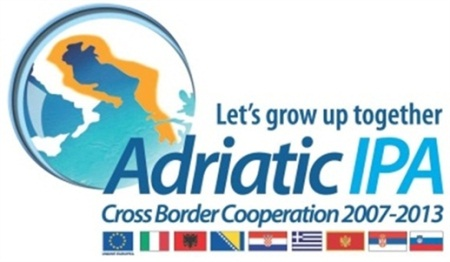 Let's grow up together
Adriatic IPA
Cross Border Cooperation 2007-2013